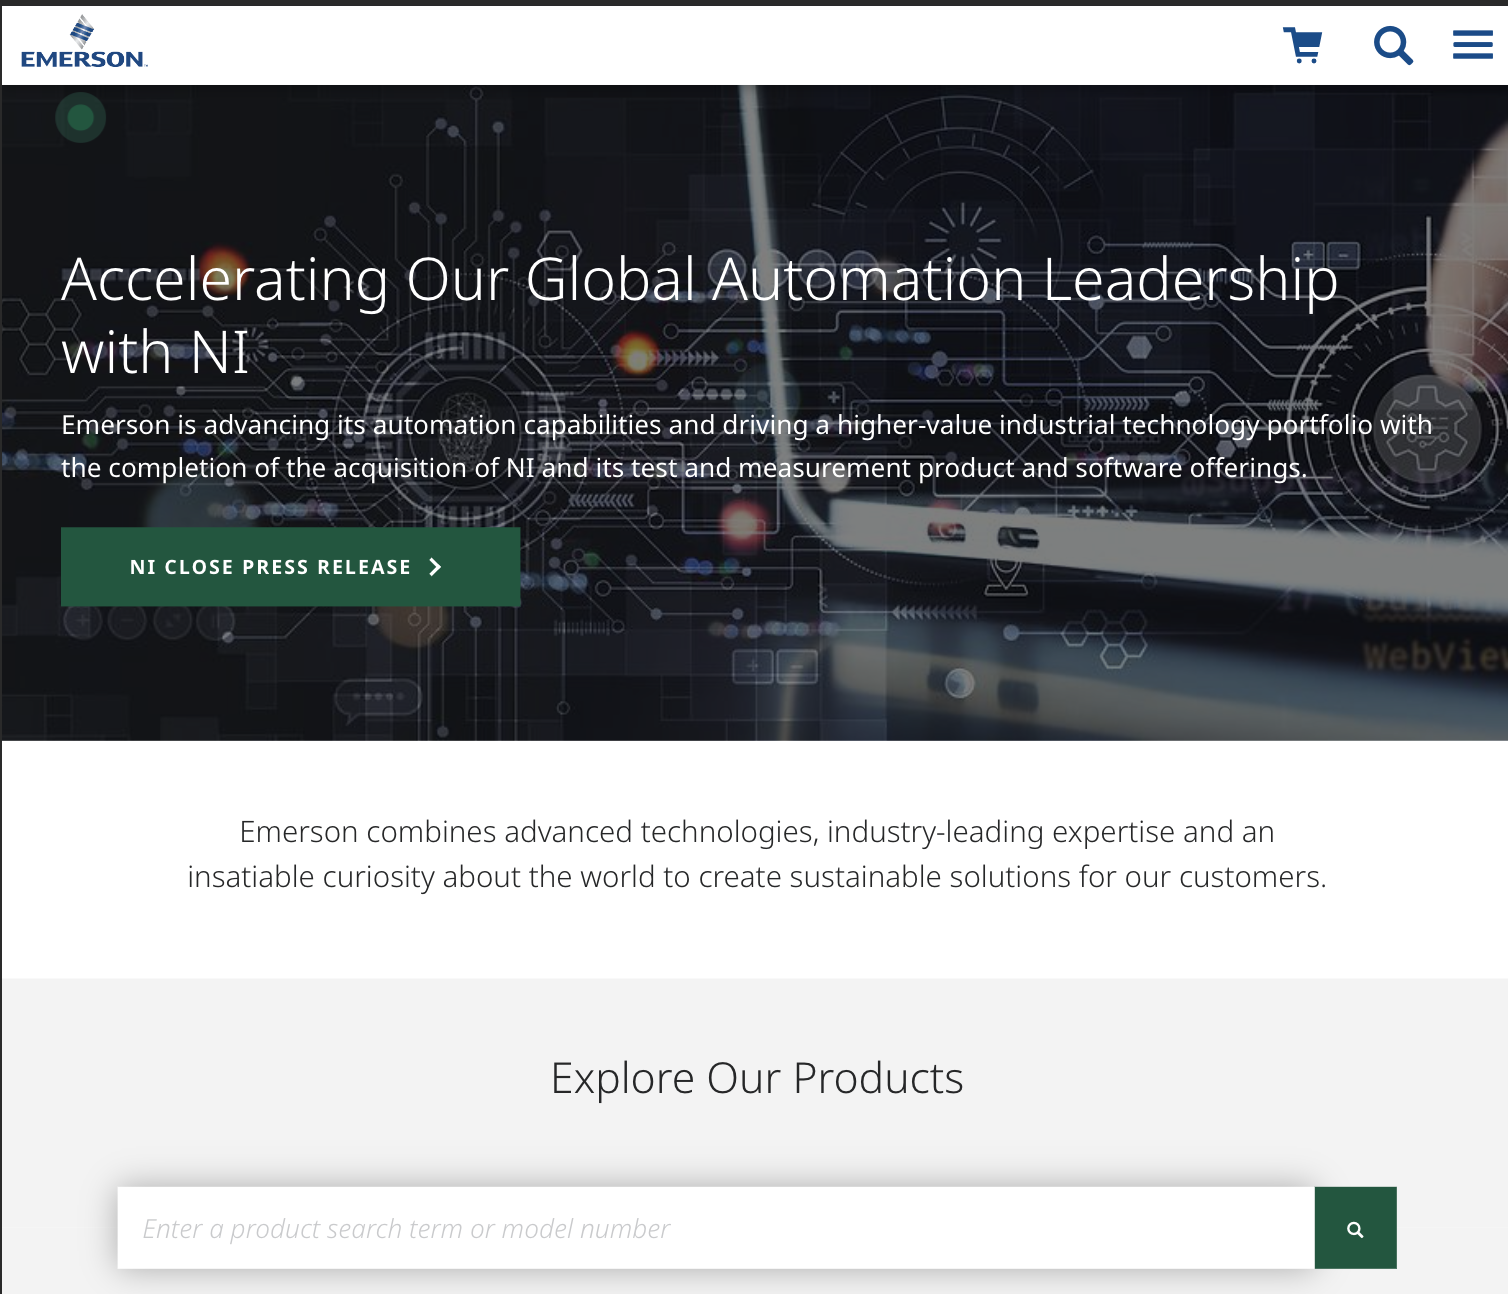 EMERSON
Accelerating Our Global Automation Leadership
with NI
Emerson is advancing its automation capabilities and driving a higher-value industrial technology portfolio with
the completion of the acquisition of NI and its test and measurement product and software offerings.
NI CLOSE PRESS RELEASE
WebView
Emerson combines advanced technologies, industry-leading expertise and an
insatiable curiosity about the world to create sustainable solutions for our customers.
Explore Our Products
Enter a product search term or model number